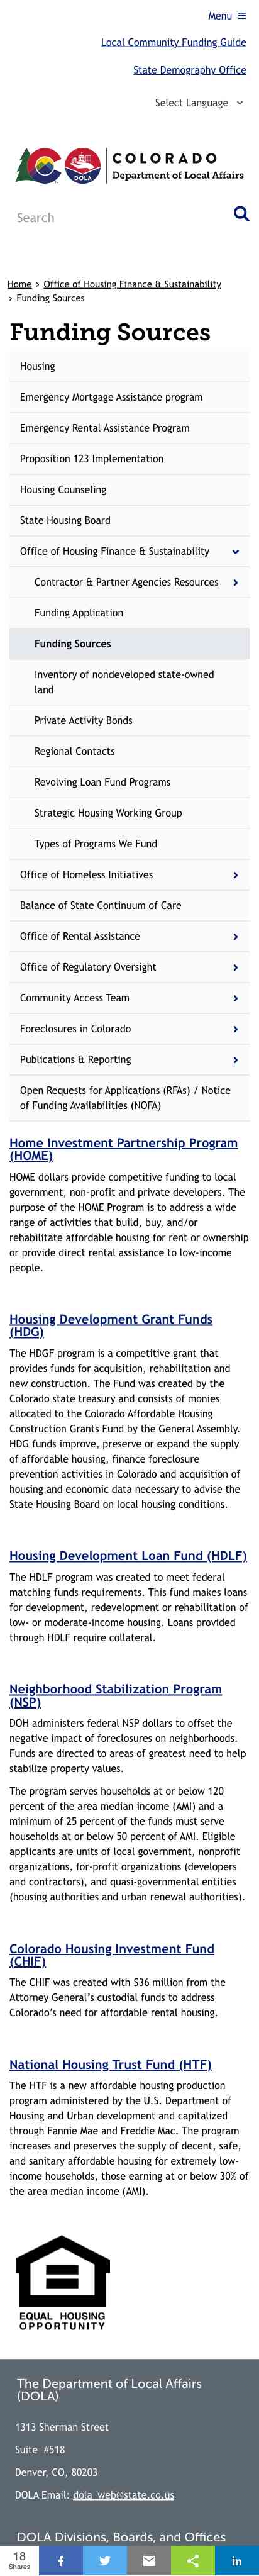 Menu
Local Community Funding Guide
State Demography Office
Select Language
COLORADO
DOLA
Department of Local Affairs
Search
Home › Office of Housing Finance & Sustainability
› Funding Sources
Funding Sources
Housing
Emergency Mortgage Assistance program
Emergency Rental Assistance Program
Proposition 123 Implementation
Housing Counseling
State Housing Board
Office of Housing Finance & Sustainability
Contractor & Partner Agencies Resources
Funding Application
Funding Sources
Inventory of nondeveloped state-owned
land
Private Activity Bonds
Regional Contacts
Revolving Loan Fund Programs
Strategic Housing Working Group
Types of Programs We Fund
Office of Homeless Initiatives
Balance of State Continuum of Care
Office of Rental Assistance
Office of Regulatory Oversight
Community Access Team
Foreclosures in Colorado
Publications & Reporting
Open Requests for Applications (RFAs) / Notice
of Funding Availabilities (NOFA)
Home Investment Partnership Program
(HOME)
HOME dollars provide competitive funding to local
government, non-profit and private developers. The
purpose of the HOME Program is to address a wide
range of activities that build, buy, and/or
rehabilitate affordable housing for rent or ownership
or provide direct rental assistance to low-income
people.
Housing Development Grant Funds
(HDG)
The HDGF program is a competitive grant that
provides funds for acquisition, rehabilitation and
new construction. The Fund was created by the
Colorado state treasury and consists of monies
allocated to the Colorado Affordable Housing
Construction Grants Fund by the General Assembly.
HDG funds improve, preserve or expand the supply
of affordable housing, finance foreclosure
prevention activities in Colorado and acquisition of
housing and economic data necessary to advise the
State Housing Board on local housing conditions.
Housing Development Loan Fund (HDLF)
The HDLF program was created to meet federal
matching funds requirements. This fund makes loans
for development, redevelopment or rehabilitation of
low- or moderate-income housing. Loans provided
through HDLF require collateral.
Neighborhood Stabilization Program
(NSP)
DOH administers federal NSP dollars to offset the
negative impact of foreclosures on neighborhoods.
Funds are directed to areas of greatest need to help
stabilize property values.
The program serves households at or below 120
percent of the area median income (AMI) and a
minimum of 25 percent of the funds must serve
households at or below 50 percent of AMI. Eligible
applicants are units of local government, nonprofit
organizations, for-profit organizations (developers
and contractors), and quasi-governmental entities
(housing authorities and urban renewal authorities).
Colorado Housing Investment Fund
(CHIF)
The CHIF was created with $36 million from the
Attorney General's custodial funds to address
Colorado's need for affordable rental housing.
National Housing Trust Fund (HTF)
The HTF is a new affordable housing production
program administered by the U.S. Department of
Housing and Urban development and capitalized
through Fannie Mae and Freddie Mac. The program
increases and preserves the supply of decent, safe,
and sanitary affordable housing for extremely low-
income households, those earning at or below 30% of
the area median income (AMI).
EQUAL HOUSING
OPPORTUNITY
The Department of Local Affairs
(DOLA)
1313 Sherman Street
Suite #518
Denver, CO, 80203
DOLA Email: dola_web@state.co.us
DOLA Divisions, Boards, and Offices
18
Shares